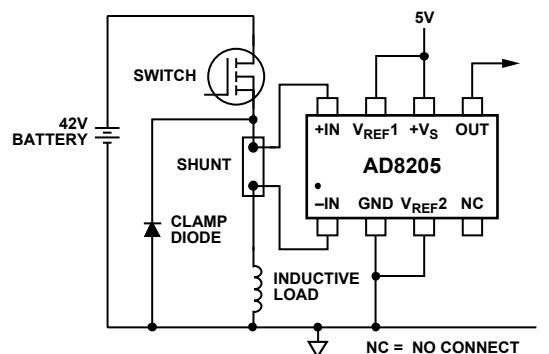 5V
SWITCH
42V
BATTERY
SHUNT
+IN VREF1 +VS OUT
AD8205
–IN GND VREF2 NC
CLAMP
DIODE
INDUCTIVE
LOAD
NC = NO CONNECT